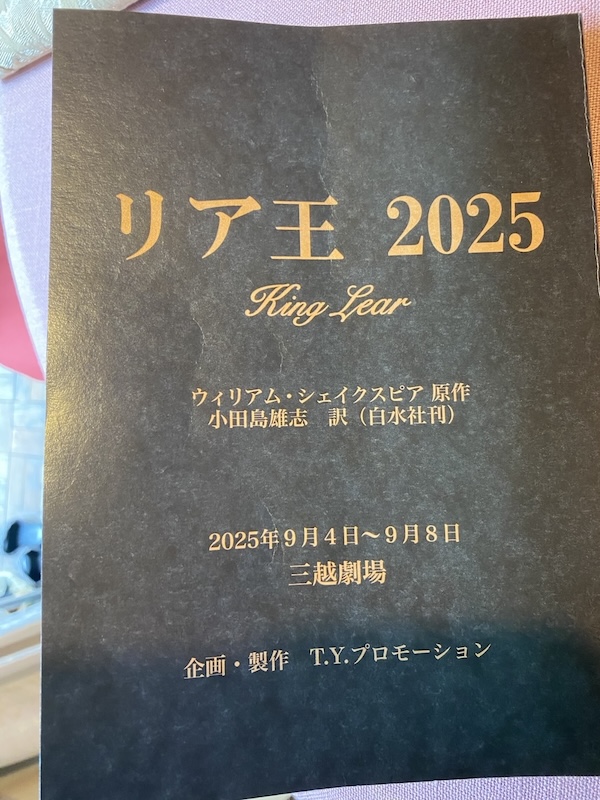 リア王 2025
King Lear
ウィリアム・シェイクスピア 原作
小田島雄志　訳（白水社刊）
2025年９月４日〜９月８日
三越劇場
企画・製作　T.Y.プロモーション